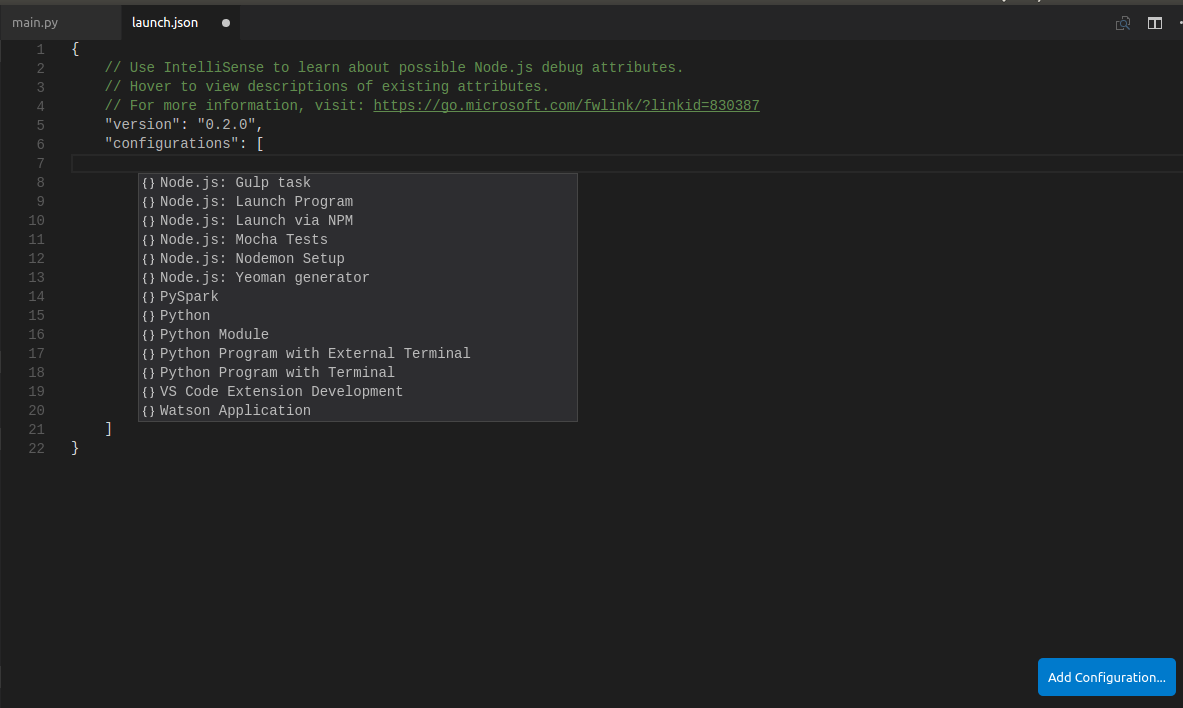 main.py launch.json
1 {
2 // Use IntelliSense to learn about possible Node.js debug attributes.
3 // Hover to view descriptions of existing attributes.
4 // For more information, visit: https://go.microsoft.com/fwlink/?linkid=830387
5 "version": "0.2.0",
6 "configurations": [
7
8 {} Node.js: Gulp task
9 {} Node.js: Launch Program
10 {} Node.js: Launch via NPM
11 {} Node.js: Mocha Tests
12 {} Node.js: Nodemon Setup
13 {} Node.js: Yeoman generator
14 {} PySpark
15 {} Python
16 {} Python Module
17 {} Python Program with External Terminal
18 {} Python Program with Terminal
19 {} VS Code Extension Development
20 {} Watson Application
21 ]
22 }
Add Configuration...